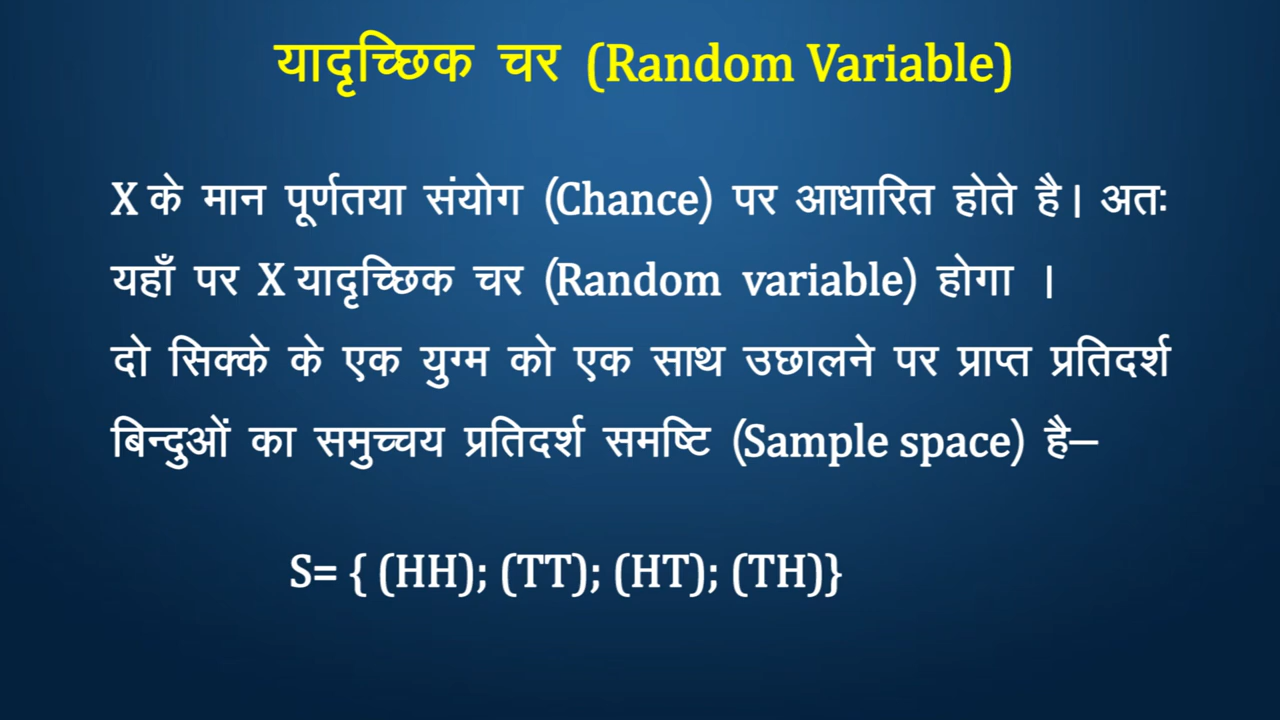 यादृच्छिक चर (Random Variable)
X के मान पूर्णतया संयोग (Chance) पर आधारित होते है। अतः
यहाँ पर X यादृच्छिक चर (Random variable) होगा ।
दो सिक्के के एक युग्म को एक साथ उछालने पर प्राप्त प्रतिदर्श
बिन्दुओं का समुच्चय प्रतिदर्श समष्टि (Sample space) है–
S= { (HH); (TT); (HT); (TH)}